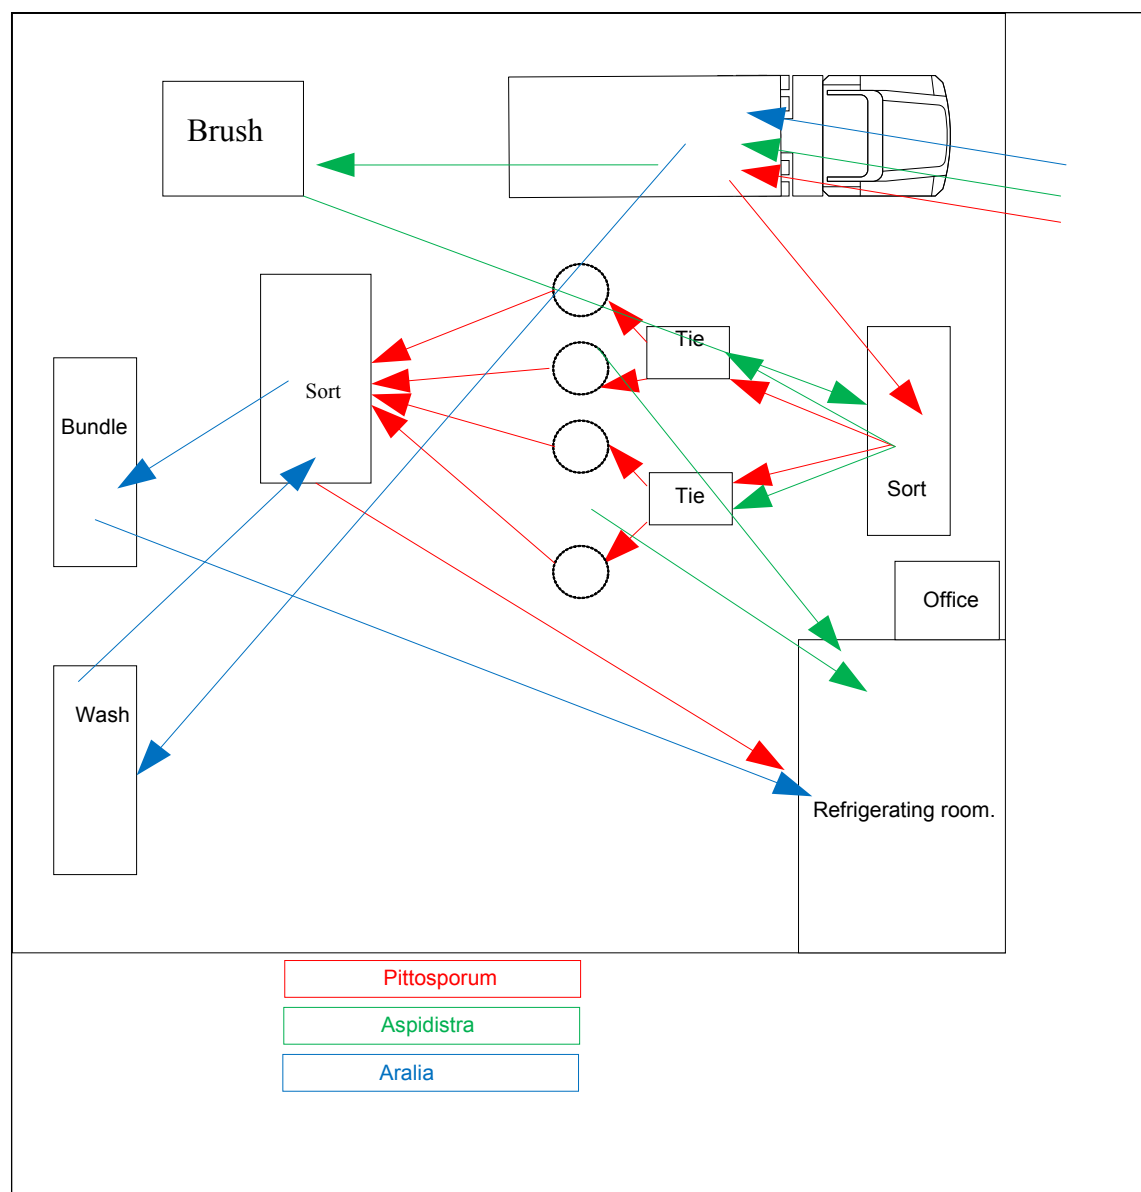 Brush
Tie
Sort
Bundle
Tie
Sort
Office
Wash
Refrigerating room.
Pittosporum
Aspidistra
Aralia